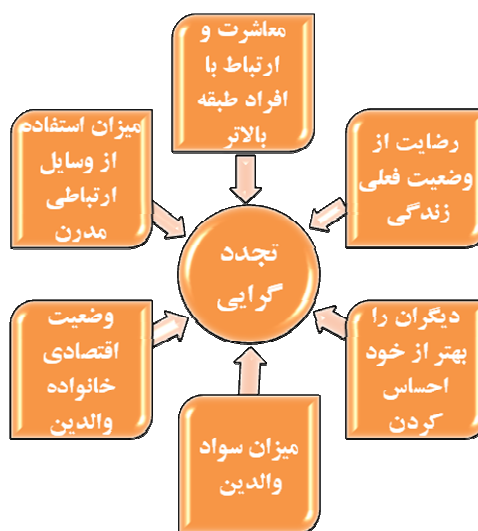 معاشرت و
ارتباط با
افراد طبقه
بالاتر
رضایت از
وضعیت فعلی
زندگی
میزان استفاده
از وسایل
ارتباطی
مدرن
تجدد
گرایی
دیگران را
بهتر از خود
احساس
کردن
وضعیت
اقتصادی
خانواده
والدین
میزان سواد
والدین